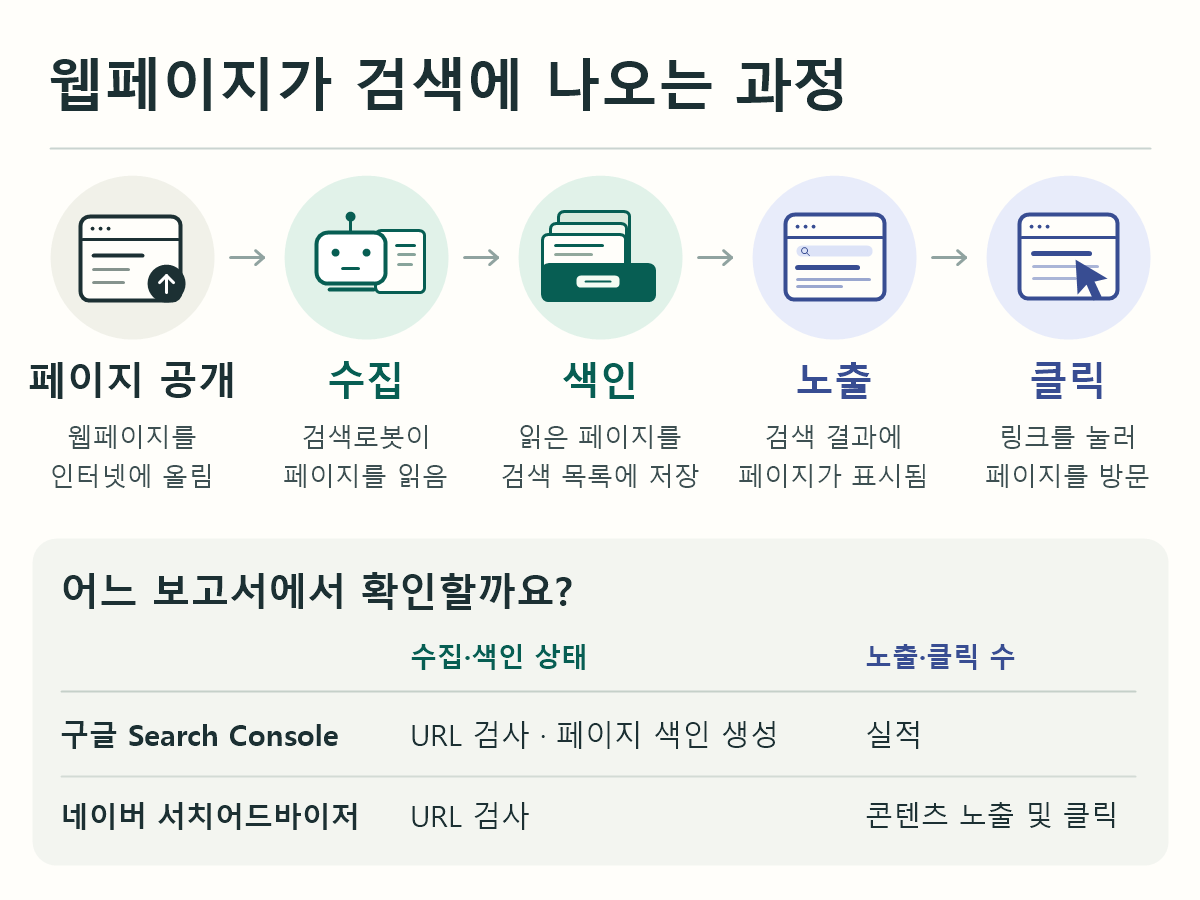 웹페이지가 검색에 나오는 과정
페이지 공개
수집
색인
노출
클릭
웹페이지를
인터넷에 올림
검색로봇이
페이지를 읽음
읽은 페이지를
검색 목록에 저장
검색 결과에
페이지가 표시됨
링크를 눌러
페이지를 방문
어느 보고서에서 확인할까요?
수집·색인 상태
노출·클릭 수
구글 Search Console
URL 검사 · 페이지 색인 생성
실적
네이버 서치어드바이저
URL 검사
콘텐츠 노출 및 클릭